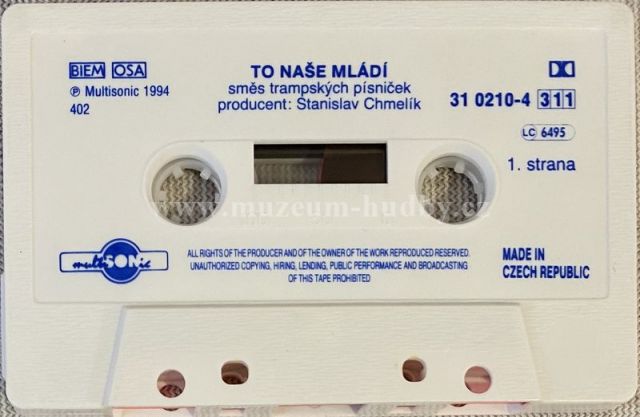 BIEM OSA
℗ Multisonic 1994
402
TO NAŠE MLÁDÍ
směs trampských písniček
producent: Stanislav Chmelík
31 0210-4 311
LC 6495
1. strana
www.muzeum-hudby.cz
multiSONic
ALL RIGHTS OF THE PRODUCER AND OF THE OWNER OF THE WORK REPRODUCED RESERVED.
UNAUTHORIZED COPYING, HIRING, LENDING, PUBLIC PERFORMANCE AND BROADCASTING
OF THIS TAPE PROHIBITED
MADE IN
CZECH REPUBLIC